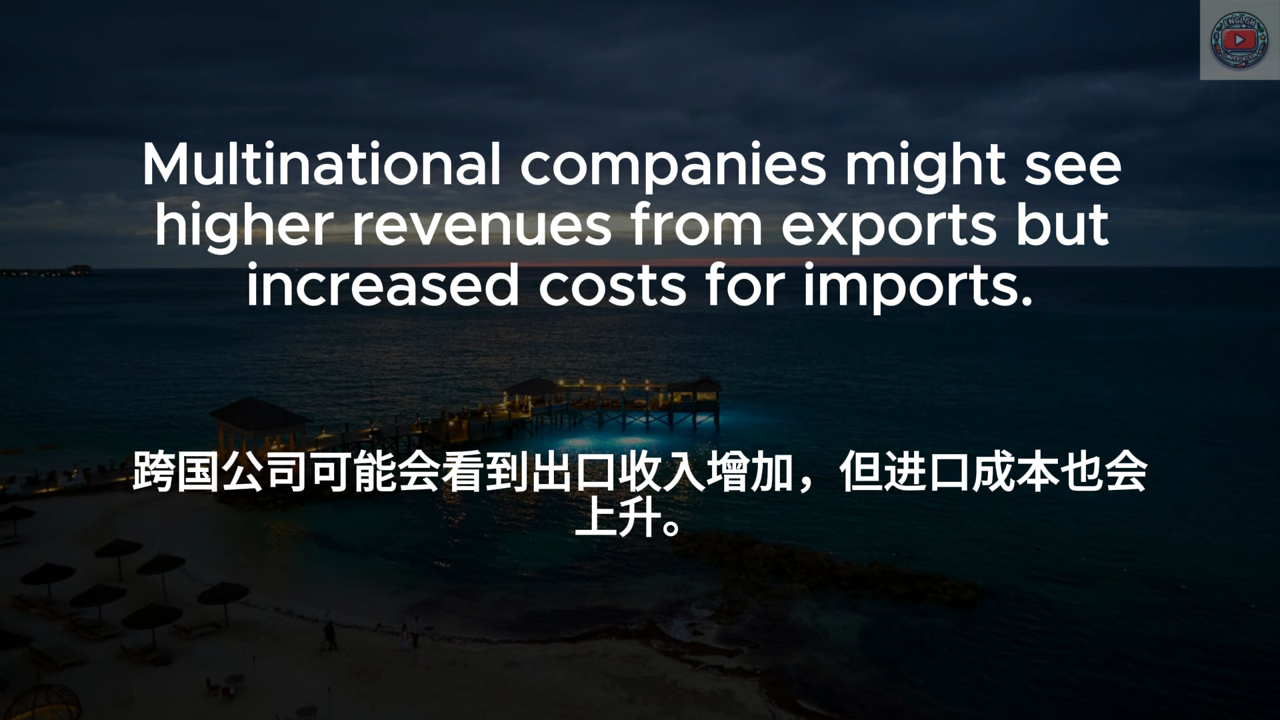 ENGLISH
Multinational companies might see
higher revenues from exports but
increased costs for imports.
跨国公司可能会看到出口收入增加，但进口成本也会
上升。